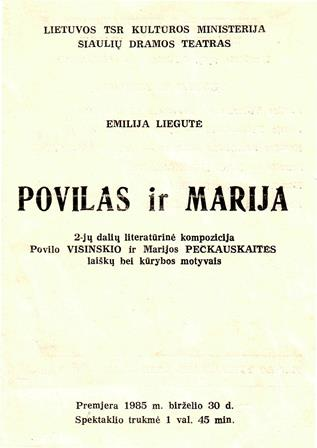 LIETUVOS TSR KULTŪROS MINISTERIJA
ŠIAULIŲ DRAMOS TEATRAS
EMILIJA LIEGUTĖ
POVILAS ir MARIJA
2-jų dalių literatūrinė kompozicija
Povilo VIŠINSKIO ir Marijos PEČKAUSKAITĖS
laiškų bei kūrybos motyvais
Premjera 1985 m. birželio 30 d.
Spektaklio trukmė 1 val. 45 min.